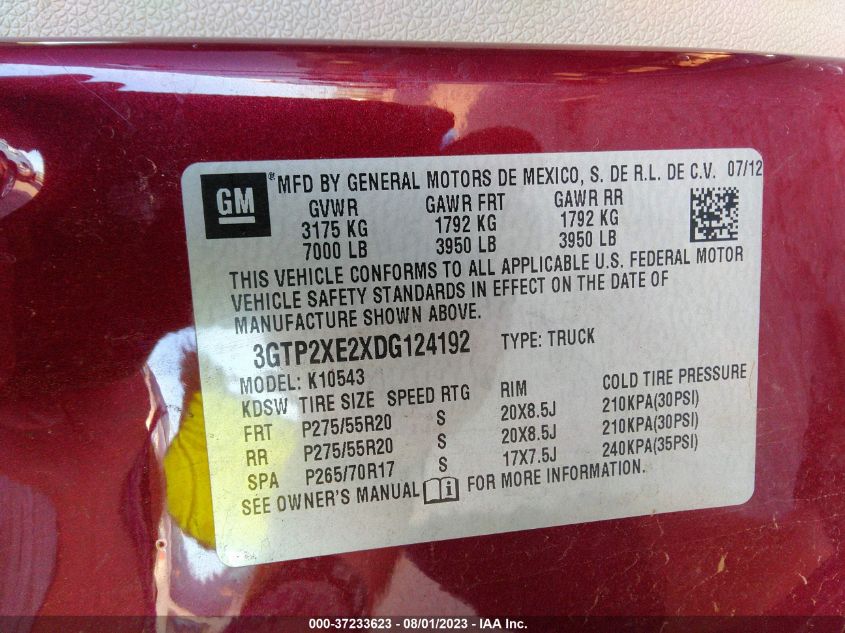 GM ® MFD BY GENERAL MOTORS DE MEXICO, S. DE R.L. DE C.V. 07/12
GVWR GAWR FRT GAWR RR
3175 KG 1792 KG 1792 KG
7000 LB 3950 LB 3950 LB
THIS VEHICLE CONFORMS TO ALL APPLICABLE U.S. FEDERAL MOTOR
VEHICLE SAFETY STANDARDS IN EFFECT ON THE DATE OF
MANUFACTURE SHOWN ABOVE.
3GTP2XE2XDG124192 TYPE: TRUCK
MODEL: K10543
KDSW TIRE SIZE SPEED RTG RIM COLD TIRE PRESSURE
FRT P275/55R20 S 20X8.5J 210KPA(30PSI)
RR P275/55R20 S 20X8.5J 210KPA(30PSI)
SPA P265/70R17 S 17X7.5J 240KPA(35PSI)
SEE OWNER'S MANUAL i FOR MORE INFORMATION.
000-37233623 - 08/01/2023 - IAA Inc.